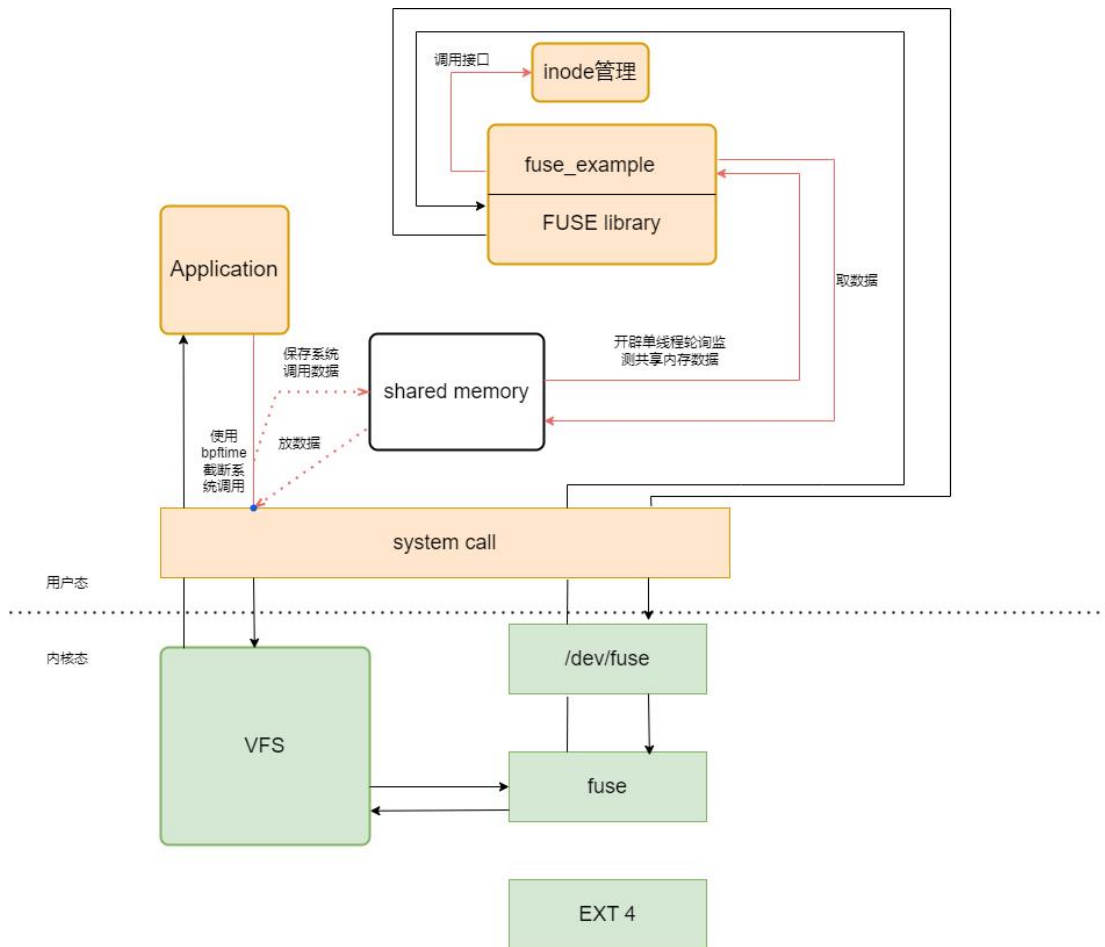 调用接口
inode管理
fuse_example
FUSE library
Application
取数据
保存系统
调用数据
shared memory
开辟单线程轮询监
测共享内存数据
使用
bpftime
截断系
统调用
放数据
system call
用户态
内核态
/dev/fuse
VFS
fuse
EXT 4